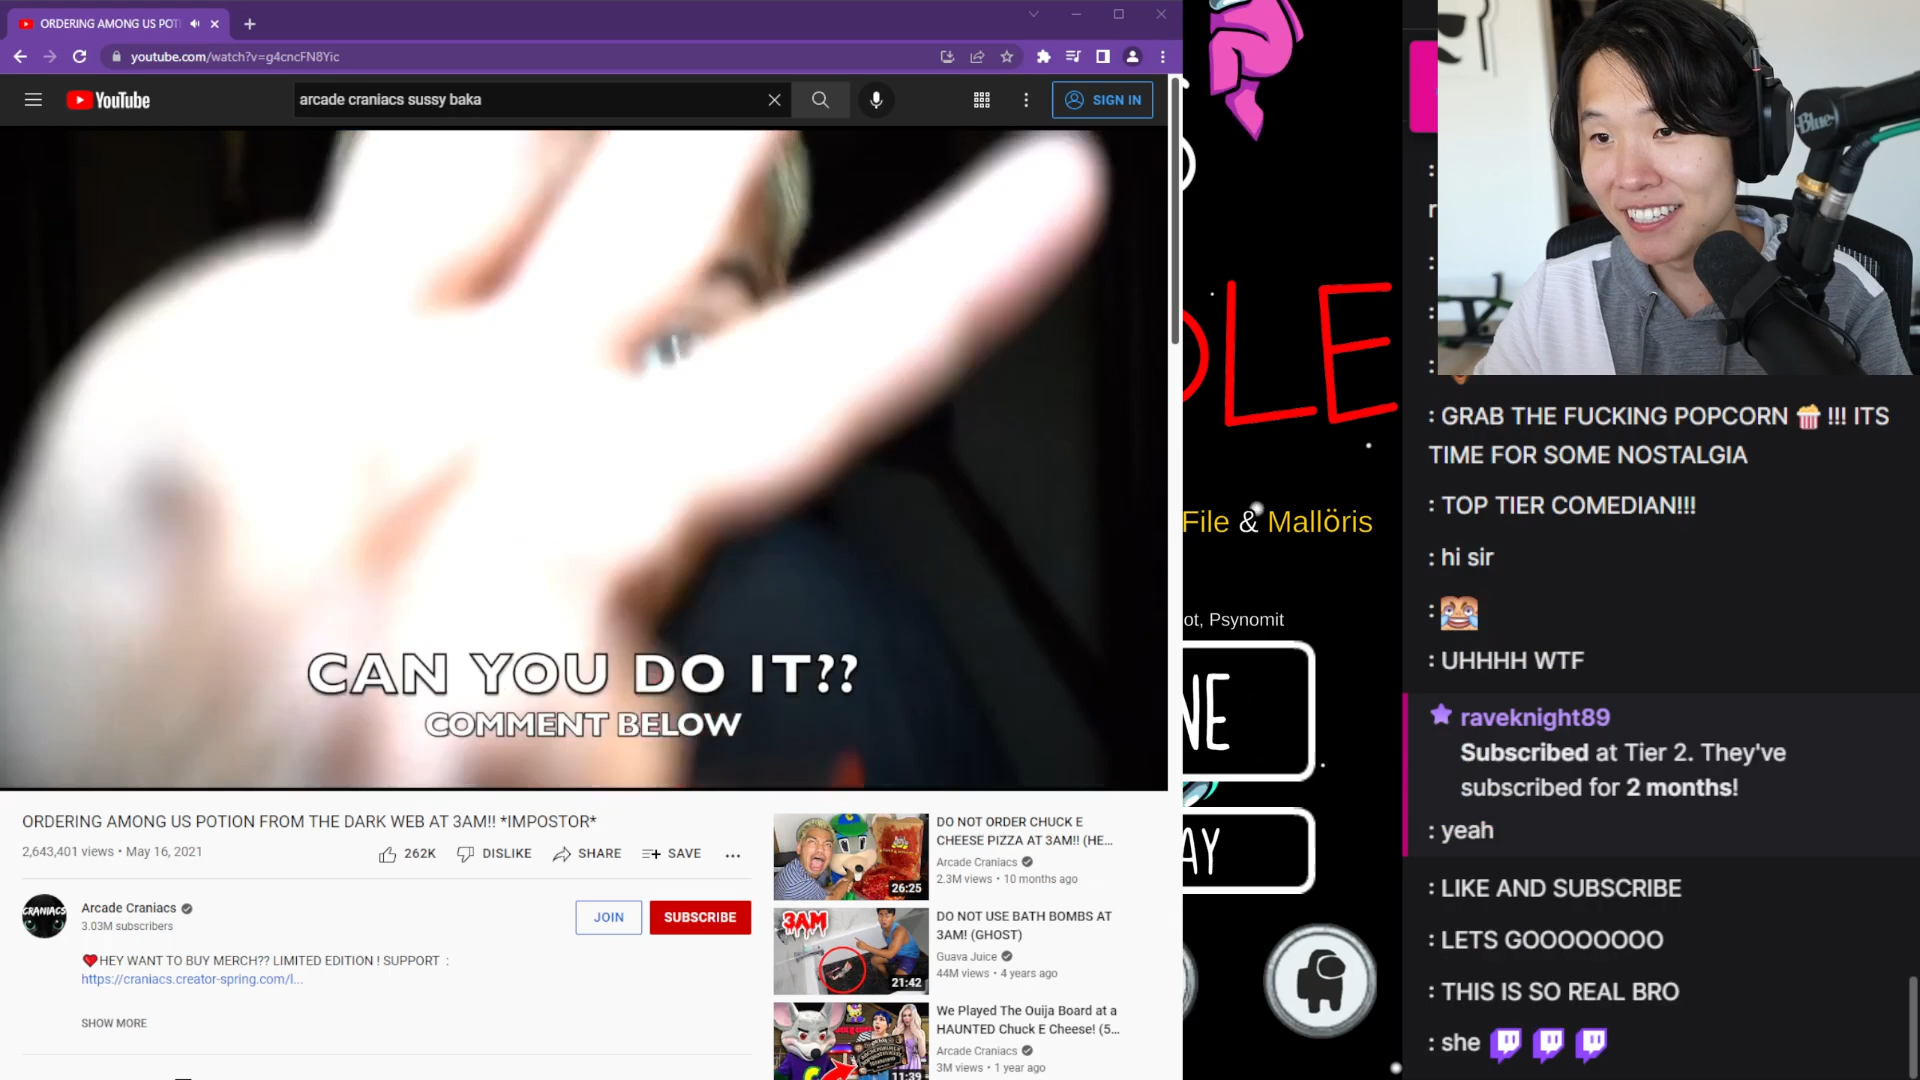 ORDERING AMONG US POTI
youtube.com/watch?v=g4cncFN8Yic
YouTube
arcade craniacs sussy baka
SIGN IN
CAN YOU DO IT??
COMMENT BELOW
ORDERING AMONG US POTION FROM THE DARK WEB AT 3AM!! *IMPOSTOR*
2,643,401 views • May 16, 2021
262K
DISLIKE
SHARE
SAVE
CRANIACS
Arcade Craniacs
3.03M subscribers
JOIN
SUBSCRIBE
❤️HEY WANT TO BUY MERCH?? LIMITED EDITION ! SUPPORT :
https://craniacs.creator-spring.com/l...
SHOW MORE
26:25
DO NOT ORDER CHUCK E
CHEESE PIZZA AT 3AM!! (HE...
Arcade Craniacs
2.3M views • 10 months ago
3AM
21:42
DO NOT USE BATH BOMBS AT
3AM! (GHOST)
Guava Juice
44M views • 4 years ago
11:39
We Played The Ouija Board at a
HAUNTED Chuck E Cheese! (5...
Arcade Craniacs
3M views • 1 year ago
OLE
File & Mallöris
ot, Psynomit
NE
AY
Blue
: GRAB THE FUCKING POPCORN 🍿 !!! ITS
TIME FOR SOME NOSTALGIA
: TOP TIER COMEDIAN!!!
: hi sir
:
: UHHHH WTF
raveknight89
Subscribed at Tier 2. They've
subscribed for 2 months!
: yeah
: LIKE AND SUBSCRIBE
: LETS GOOOOOOOO
: THIS IS SO REAL BRO
: she